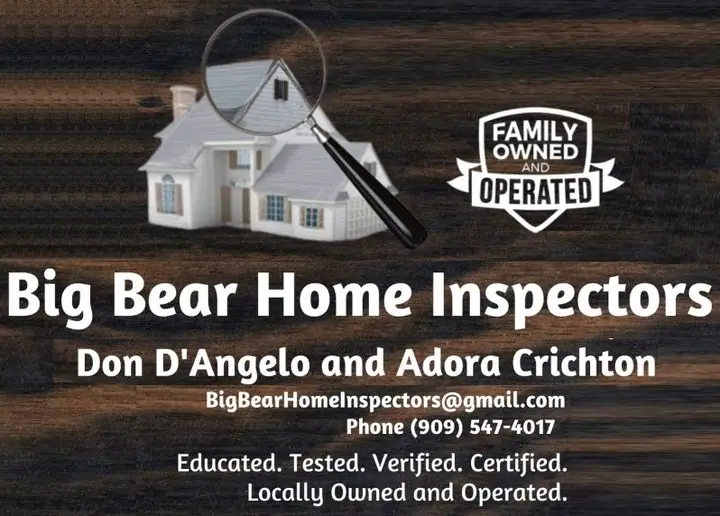 FAMILY
OWNED
AND
OPERATED
Big Bear Home Inspectors
Don D'Angelo and Adora Crichton
BigBearHomeInspectors@gmail.com
Phone (909) 547-4017
Educated. Tested. Verified. Certified.
Locally Owned and Operated.